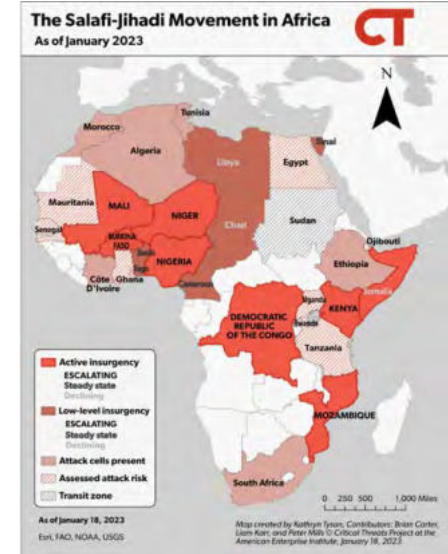 The Salafi-Jihadi Movement in Africa
As of January 2023
CT
N
Tunisia
Morocco
Algeria
Libya
Sinai
Egypt
Mauritania
MALI
NIGER
Chad
Sudan
Senegal
BURKINA
FASO
Benin
Togo
NIGERIA
Djibouti
Côte
D'Ivoire
Ghana
Cameroon
Ethiopia
Somalia
Uganda
KENYA
DEMOCRATIC
REPUBLIC
OF THE CONGO
Rwanda
Tanzania
MOZAMBIQUE
South Africa
Active insurgency
ESCALATING
Steady state
Declining
Low-level insurgency
ESCALATING
Steady state
Declining
Attack cells present
Assessed attack risk
Transit zone
0 250 500 1,000 Miles
As of January 18, 2023
Esri, FAO, NOAA, USGS
Map created by Kathryn Tyson; Contributors: Brian Carter,
Liam Karr, and Peter Mills © Critical Threats Project at the
American Enterprise Institute, January 18, 2023